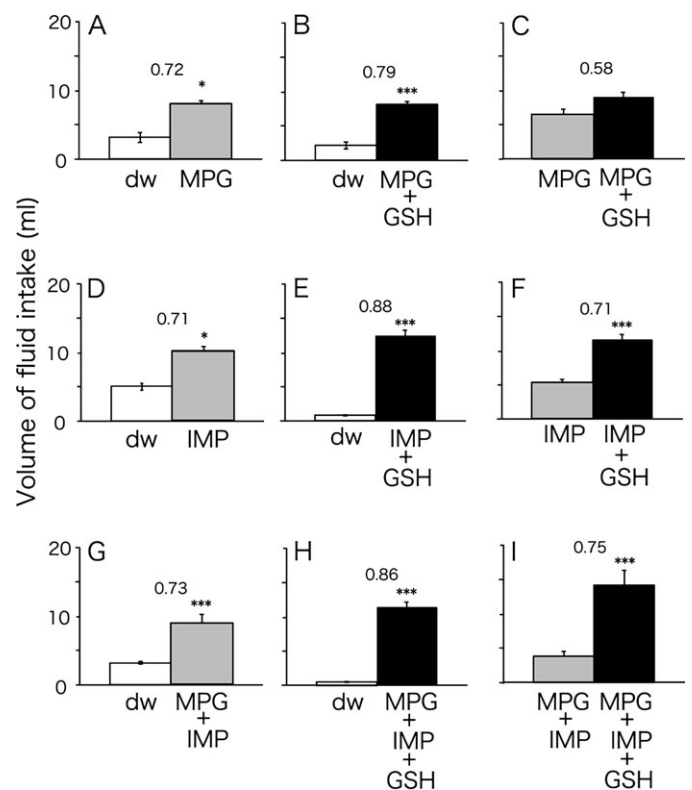 A
B
C
20
10
0
0.72
*
0.79
***
0.58
dw MPG
dw MPG
+
GSH
MPG MPG
+
GSH
Volume of fluid intake (ml)
D
E
F
20
10
0
0.71
*
0.88
***
0.71
***
dw IMP
dw IMP
+
GSH
IMP IMP
+
GSH
G
H
I
20
10
0
0.73
***
0.86
***
0.75
***
dw MPG
+
IMP
dw MPG
+
IMP
+
GSH
MPG MPG
+ +
IMP IMP
+
GSH